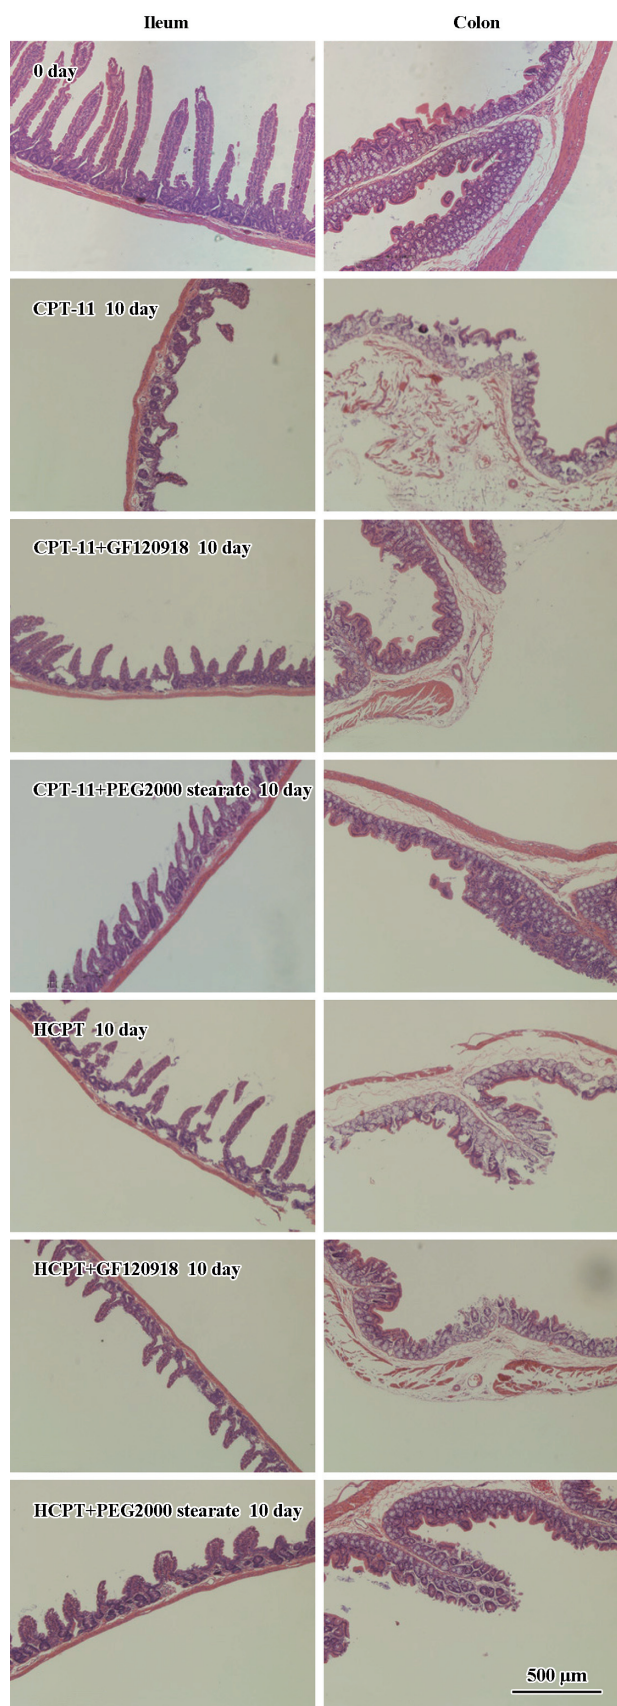 Ileum
Colon
0 day
CPT-11 10 day
CPT-11+GF120918 10 day
CPT-11+PEG2000 stearate 10 day
HCPT 10 day
HCPT+GF120918 10 day
HCPT+PEG2000 stearate 10 day
500 μm